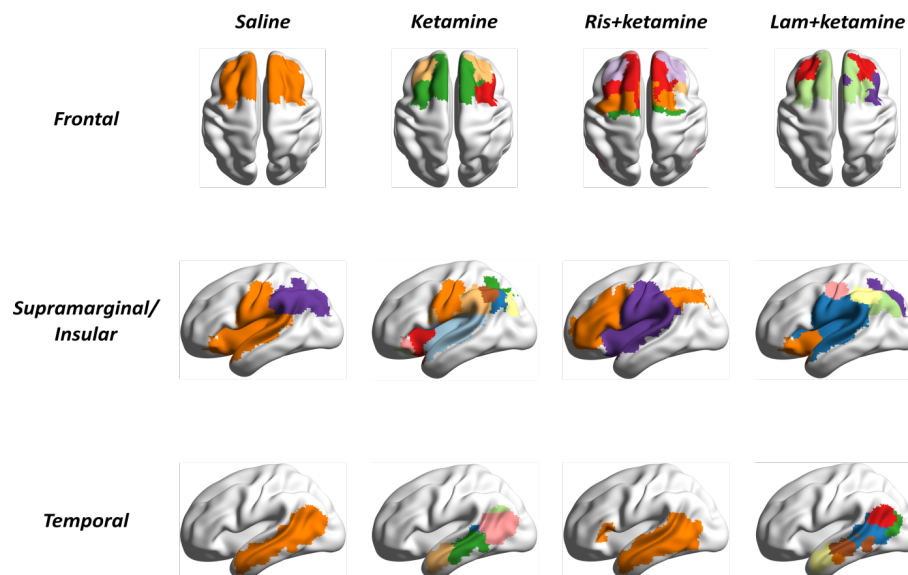 Saline Ketamine Ris+ketamine Lam+ketamine
Frontal
Supramarginal/
Insular
Temporal